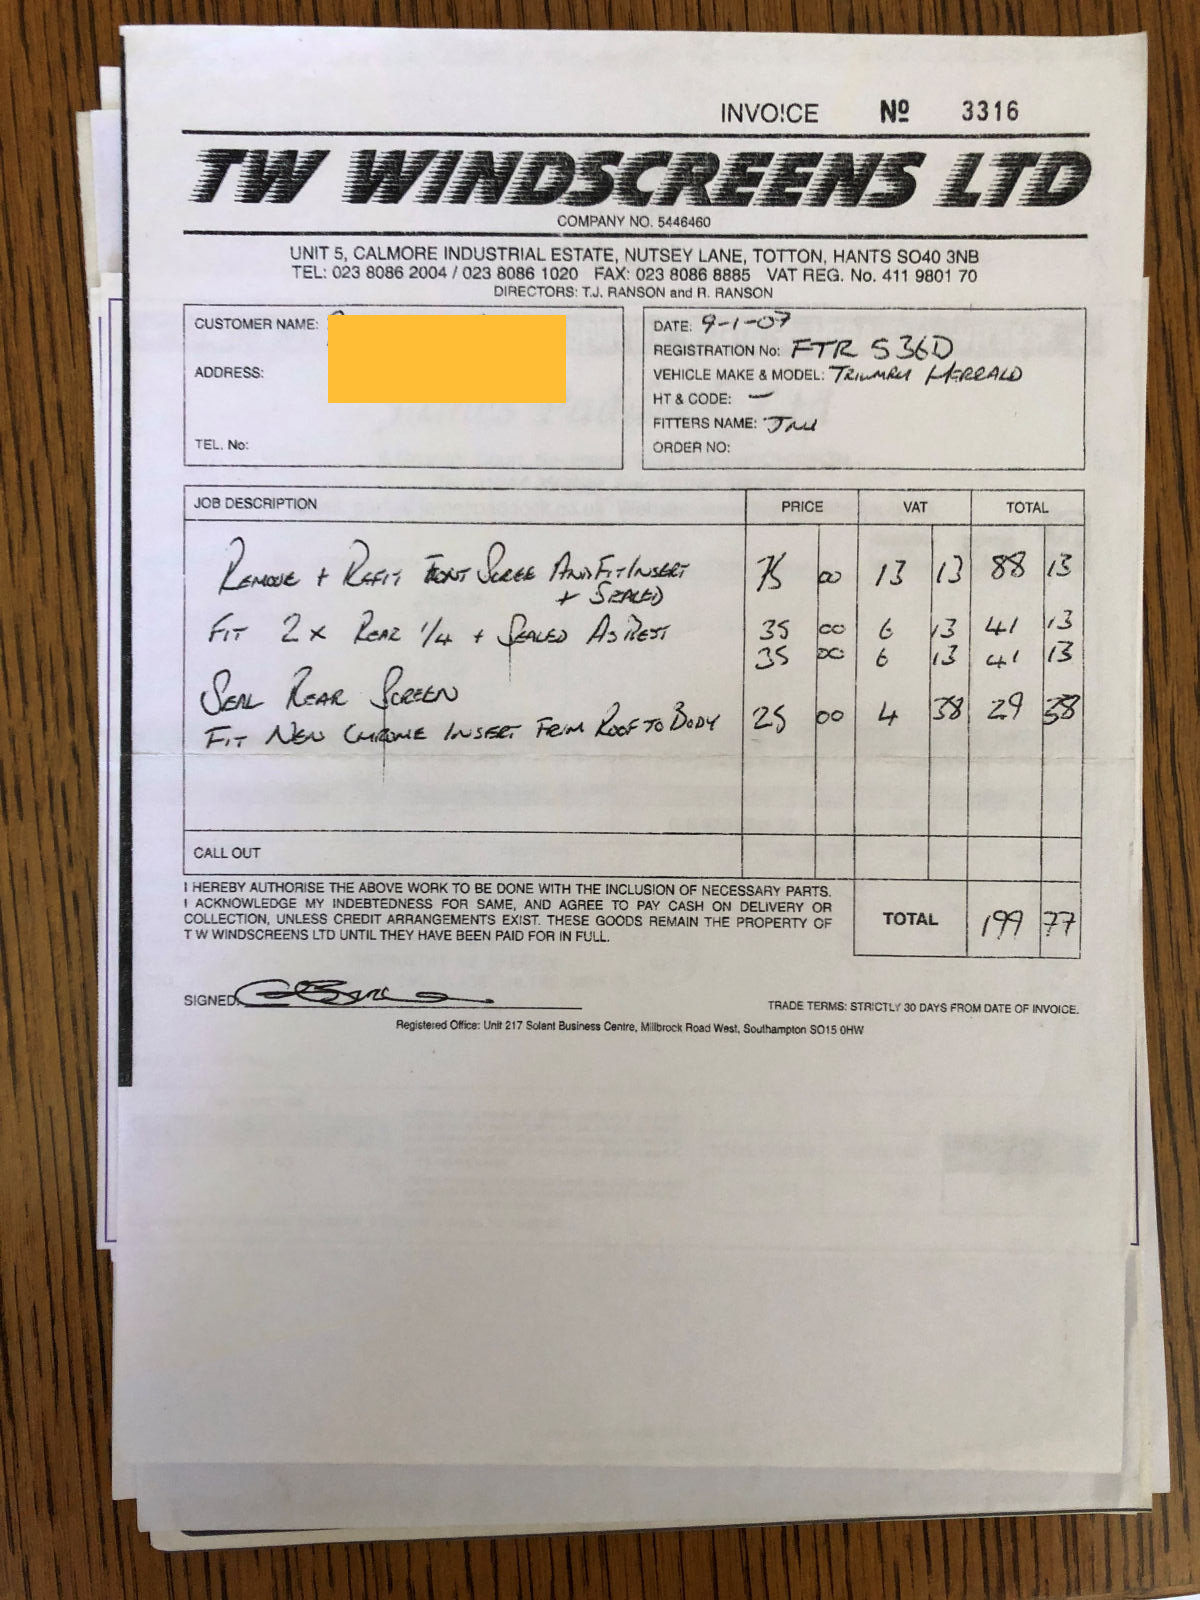 INVOICE Nº 3316
TW WINDSCREENS LTD
COMPANY NO. 5446460
UNIT 5, CALMORE INDUSTRIAL ESTATE, NUTSEY LANE, TOTTON, HANTS SO40 3NB
TEL: 023 8086 2004 / 023 8086 1020 FAX: 023 8086 8885 VAT REG. No. 411 9801 70
DIRECTORS: T.J. RANSON and R. RANSON
CUSTOMER NAME:
ADDRESS:
TEL. No:
DATE: 9-1-07
REGISTRATION No: FTR 536D
VEHICLE MAKE & MODEL: TRIUMPH HERRALD
HT & CODE: —
FITTERS NAME:
ORDER NO:
JOB DESCRIPTION PRICE VAT TOTAL
REMOVE + REFIT FONT SCREE AND FIT INSERT 75 00 13 13 88 13
+ SEALED
FIT 2 X REAR 1/4 + SEALED AS BEST 35 00 6 13 41 13
35 00 6 13 41 13
SEAL REAR SCREEN
FIT NEW CHROME INSERT FRIM ROOF TO BODY 25 00 4 38 29 38
CALL OUT
I HEREBY AUTHORISE THE ABOVE WORK TO BE DONE WITH THE INCLUSION OF NECESSARY PARTS.
I ACKNOWLEDGE MY INDEBTEDNESS FOR SAME, AND AGREE TO PAY CASH ON DELIVERY OR
COLLECTION, UNLESS CREDIT ARRANGEMENTS EXIST. THESE GOODS REMAIN THE PROPERTY OF
T W WINDSCREENS LTD UNTIL THEY HAVE BEEN PAID FOR IN FULL.
TOTAL 199 77
SIGNED
TRADE TERMS: STRICTLY 30 DAYS FROM DATE OF INVOICE.
Registered Office: Unit 217 Solent Business Centre, Millbrock Road West, Southampton SO15 0HW